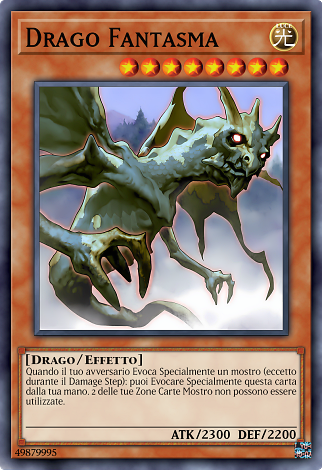 Drago Fantasma
光
[Drago/Effetto]
Quando il tuo avversario Evoca Specialmente un mostro (eccetto
durante il Damage Step): puoi Evocare Specialmente questa carta
dalla tua mano. 2 delle tue Zone Carte Mostro non possono essere
utilizzate.
ATK/2300 DEF/2200
49879995